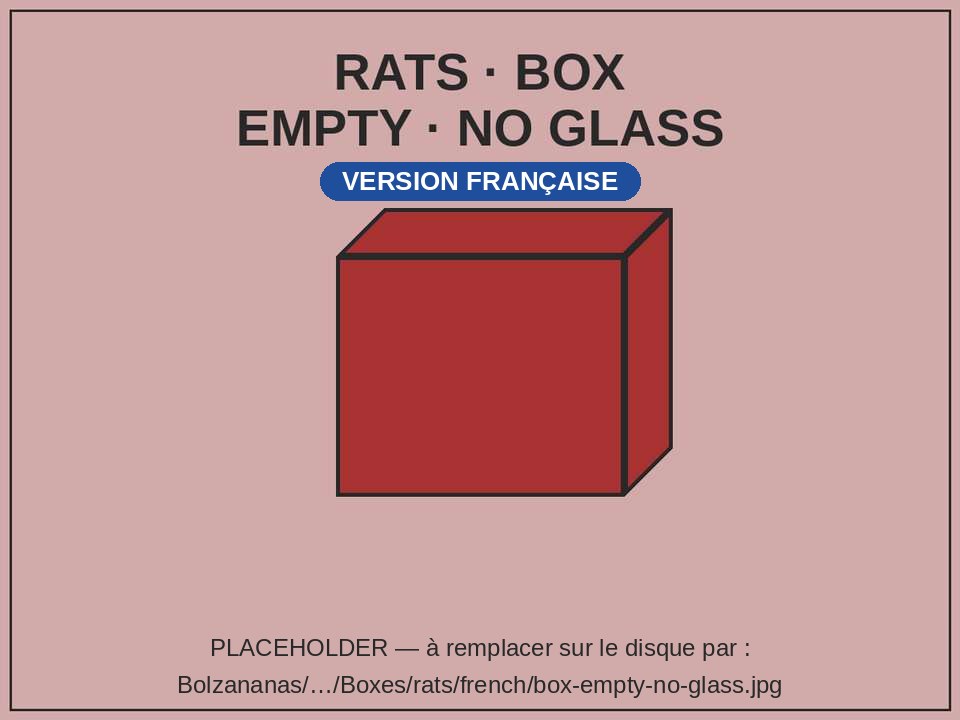 RATS · BOX
EMPTY · NO GLASS
VERSION FRANÇAISE
PLACEHOLDER — à remplacer sur le disque par :
Bolzananas/…/Boxes/rats/french/box-empty-no-glass.jpg